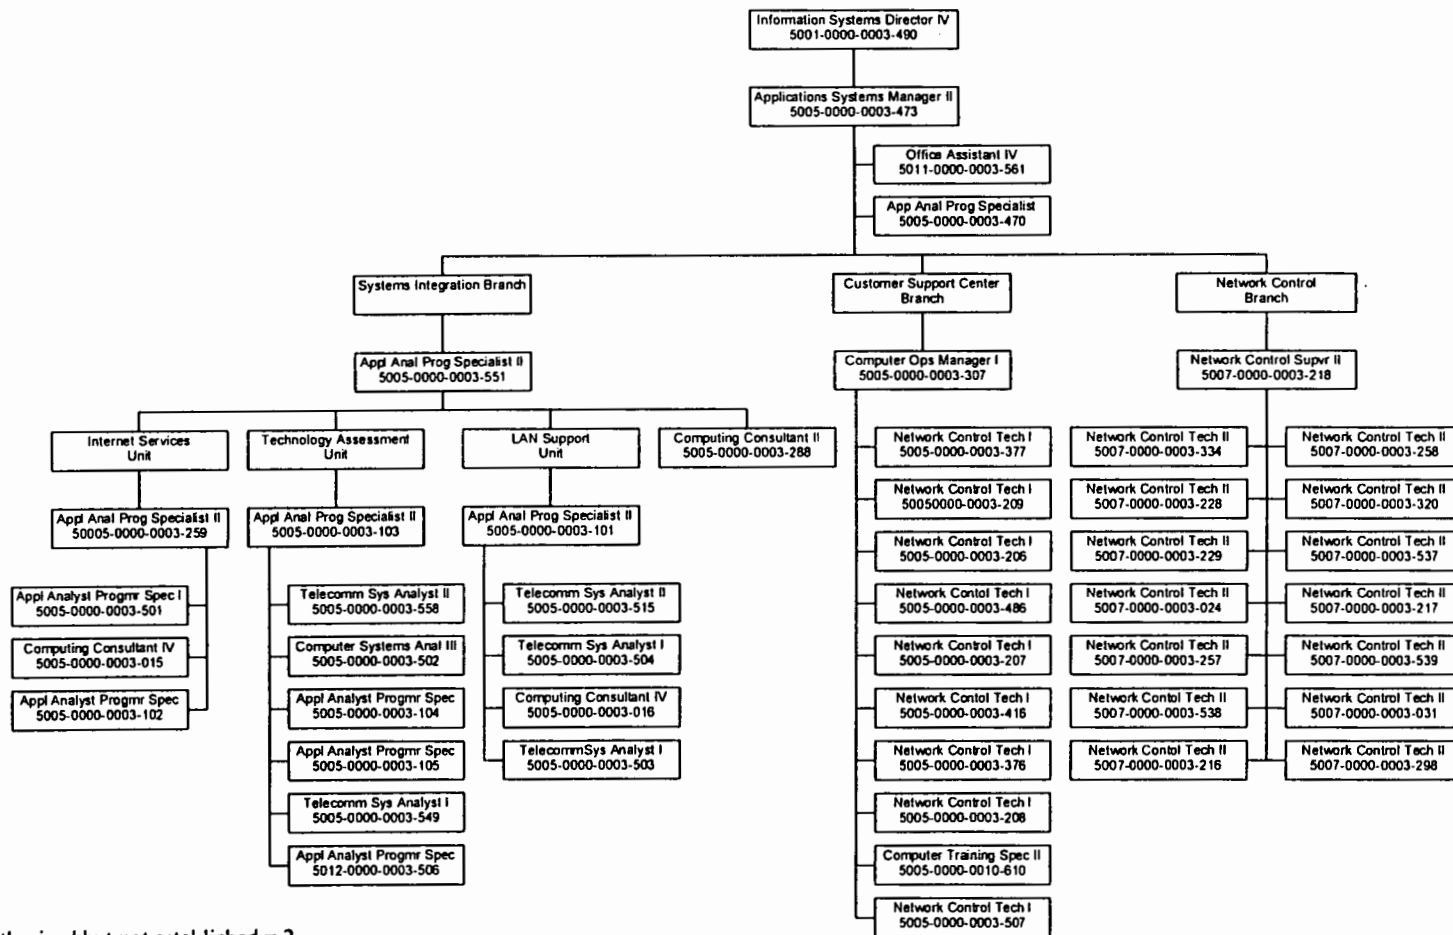 Information Systems Director IV
5001-0000-0003-490
Applications Systems Manager II
5005-0000-0003-473
Office Assistant IV
5011-0000-0003-561
App Anal Prog Specialist
5005-0000-0003-470
Systems Integration Branch
Customer Support Center
Branch
Network Control
Branch
Appl Anal Prog Specialist II
5005-0000-0003-551
Computer Ops Manager I
5005-0000-0003-307
Network Control Supvr II
5007-0000-0003-218
Internet Services
Unit
Technology Assessment
Unit
LAN Support
Unit
Computing Consultant II
5005-0000-0003-288
Appl Anal Prog Specialist II
50005-0000-0003-259
Appl Anal Prog Specialist II
5005-0000-0003-103
Appl Anal Prog Specialist II
5005-0000-0003-101
Appl Analyst Progmr Spec I
5005-0000-0003-501
Computing Consultant IV
5005-0000-0003-015
Appl Analyst Progmr Spec
5005-0000-0003-102
Telecomm Sys Analyst II
5005-0000-0003-558
Computer Systems Anal III
5005-0000-0003-502
Appl Analyst Progmr Spec
5005-0000-0003-104
Appl Analyst Progmr Spec
5005-0000-0003-105
Telecomm Sys Analyst I
5005-0000-0003-549
Appl Analyst Progmr Spec
5012-0000-0003-506
Telecomm Sys Analyst II
5005-0000-0003-515
Telecomm Sys Analyst I
5005-0000-0003-504
Computing Consultant IV
5005-0000-0003-016
TelecommSys Analyst I
5005-0000-0003-503
Network Control Tech I
5005-0000-0003-377
Network Control Tech I
50050000-0003-209
Network Control Tech I
5005-0000-0003-206
Network Contol Tech I
5005-0000-0003-486
Network Control Tech I
5005-0000-0003-207
Network Contol Tech I
5005-0000-0003-416
Network Control Tech I
5005-0000-0003-376
Network Control Tech I
5005-0000-0003-208
Computer Training Spec II
5005-0000-0010-610
Network Control Tech I
5005-0000-0003-507
Network Control Tech II
5007-0000-0003-334
Network Control Tech II
5007-0000-0003-228
Network Control Tech II
5007-0000-0003-229
Network Contol Tech II
5007-0000-0003-024
Network Control Tech II
5007-0000-0003-257
Network Contol Tech II
5007-0000-0003-538
Network Contol Tech II
5007-0000-0003-216
Network Control Tech II
5007-0000-0003-258
Network Control Tech II
5007-0000-0003-320
Network Control Tech II
5007-0000-0003-537
Network Control Tech II
5007-0000-0003-217
Network Control Tech II
5007-0000-0003-539
Network Control Tech II
5007-0000-0003-031
Network Control Tech II
5007-0000-0003-298